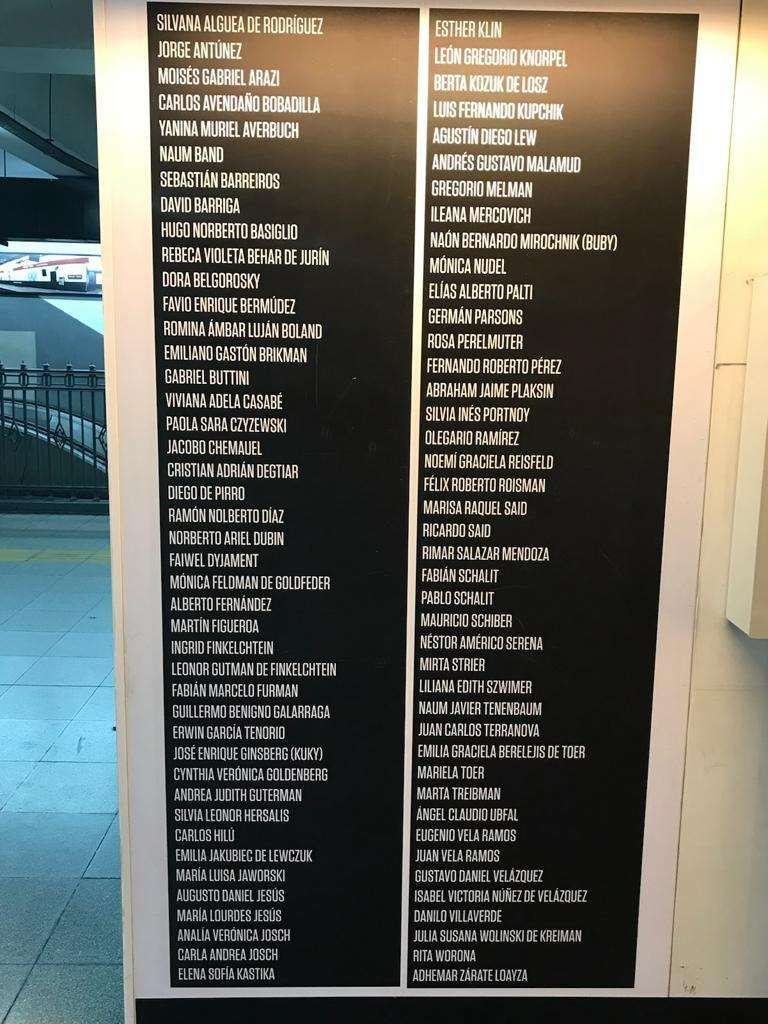 SILVANA ALGUEA DE RODRÍGUEZ
JORGE ANTÚNEZ
MOISÉS GABRIEL ARAZI
CARLOS AVENDAÑO BOBADILLA
YANINA MURIEL AVERBUCH
NAUM BAND
SEBASTIÁN BARREIROS
DAVID BARRIGA
HUGO NORBERTO BASIGLIO
REBECA VIOLETA BEHAR DE JURÍN
DORA BELGOROSKY
FAVIO ENRIQUE BERMÚDEZ
ROMINA ÁMBAR LUJÁN BOLAND
EMILIANO GASTÓN BRIKMAN
GABRIEL BUTTINI
VIVIANA ADELA CASABÉ
PAOLA SARA CZYZEWSKI
JACOBO CHEMAUEL
CRISTIAN ADRIÁN DEGTIAR
DIEGO DE PIRRO
RAMÓN NOLBERTO DÍAZ
NORBERTO ARIEL DUBIN
FAIWEL DYJAMENT
MÓNICA FELDMAN DE GOLDFEDER
ALBERTO FERNÁNDEZ
MARTÍN FIGUEROA
INGRID FINKELCHTEIN
LEONOR GUTMAN DE FINKELCHTEIN
FABIÁN MARCELO FURMAN
GUILLERMO BENIGNO GALARRAGA
ERWIN GARCÍA TENORIO
JOSÉ ENRIQUE GINSBERG (KUKY)
CYNTHIA VERÓNICA GOLDENBERG
ANDREA JUDITH GUTERMAN
SILVIA LEONOR HERSALIS
CARLOS HILÚ
EMILIA JAKUBIEC DE LEWCZUK
MARÍA LUISA JAWORSKI
AUGUSTO DANIEL JESÚS
MARÍA LOURDES JESÚS
ANALÍA VERÓNICA JOSCH
CARLA ANDREA JOSCH
ELENA SOFÍA KASTIKA
ESTHER KLIN
LEÓN GREGORIO KNORPEL
BERTA KOZUK DE LOSZ
LUIS FERNANDO KUPCHIK
AGUSTÍN DIEGO LEW
ANDRÉS GUSTAVO MALAMUD
GREGORIO MELMAN
ILEANA MERCOVICH
NAÓN BERNARDO MIROCHNIK (BUBY)
MÓNICA NUDEL
ELÍAS ALBERTO PALTI
GERMÁN PARSONS
ROSA PERELMUTER
FERNANDO ROBERTO PÉREZ
ABRAHAM JAIME PLAKSIN
SILVIA INÉS PORTNOY
OLEGARIO RAMÍREZ
NOEMÍ GRACIELA REISFELD
FÉLIX ROBERTO ROISMAN
MARISA RAQUEL SAID
RICARDO SAID
RIMAR SALAZAR MENDOZA
FABIÁN SCHALIT
PABLO SCHALIT
MAURICIO SCHIBER
NÉSTOR AMÉRICO SERENA
MIRTA STRIER
LILIANA EDITH SZWIMER
NAUM JAVIER TENENBAUM
JUAN CARLOS TERRANOVA
EMILIA GRACIELA BERELEJIS DE TOER
MARIELA TOER
MARTA TREIBMAN
ÁNGEL CLAUDIO UBFAL
EUGENIO VELA RAMOS
JUAN VELA RAMOS
GUSTAVO DANIEL VELÁZQUEZ
ISABEL VICTORIA NÚÑEZ DE VELÁZQUEZ
DANILO VILLAVERDE
JULIA SUSANA WOLINSKI DE KREIMAN
RITA WORONA
ADHEMAR ZÁRATE LOAYZA